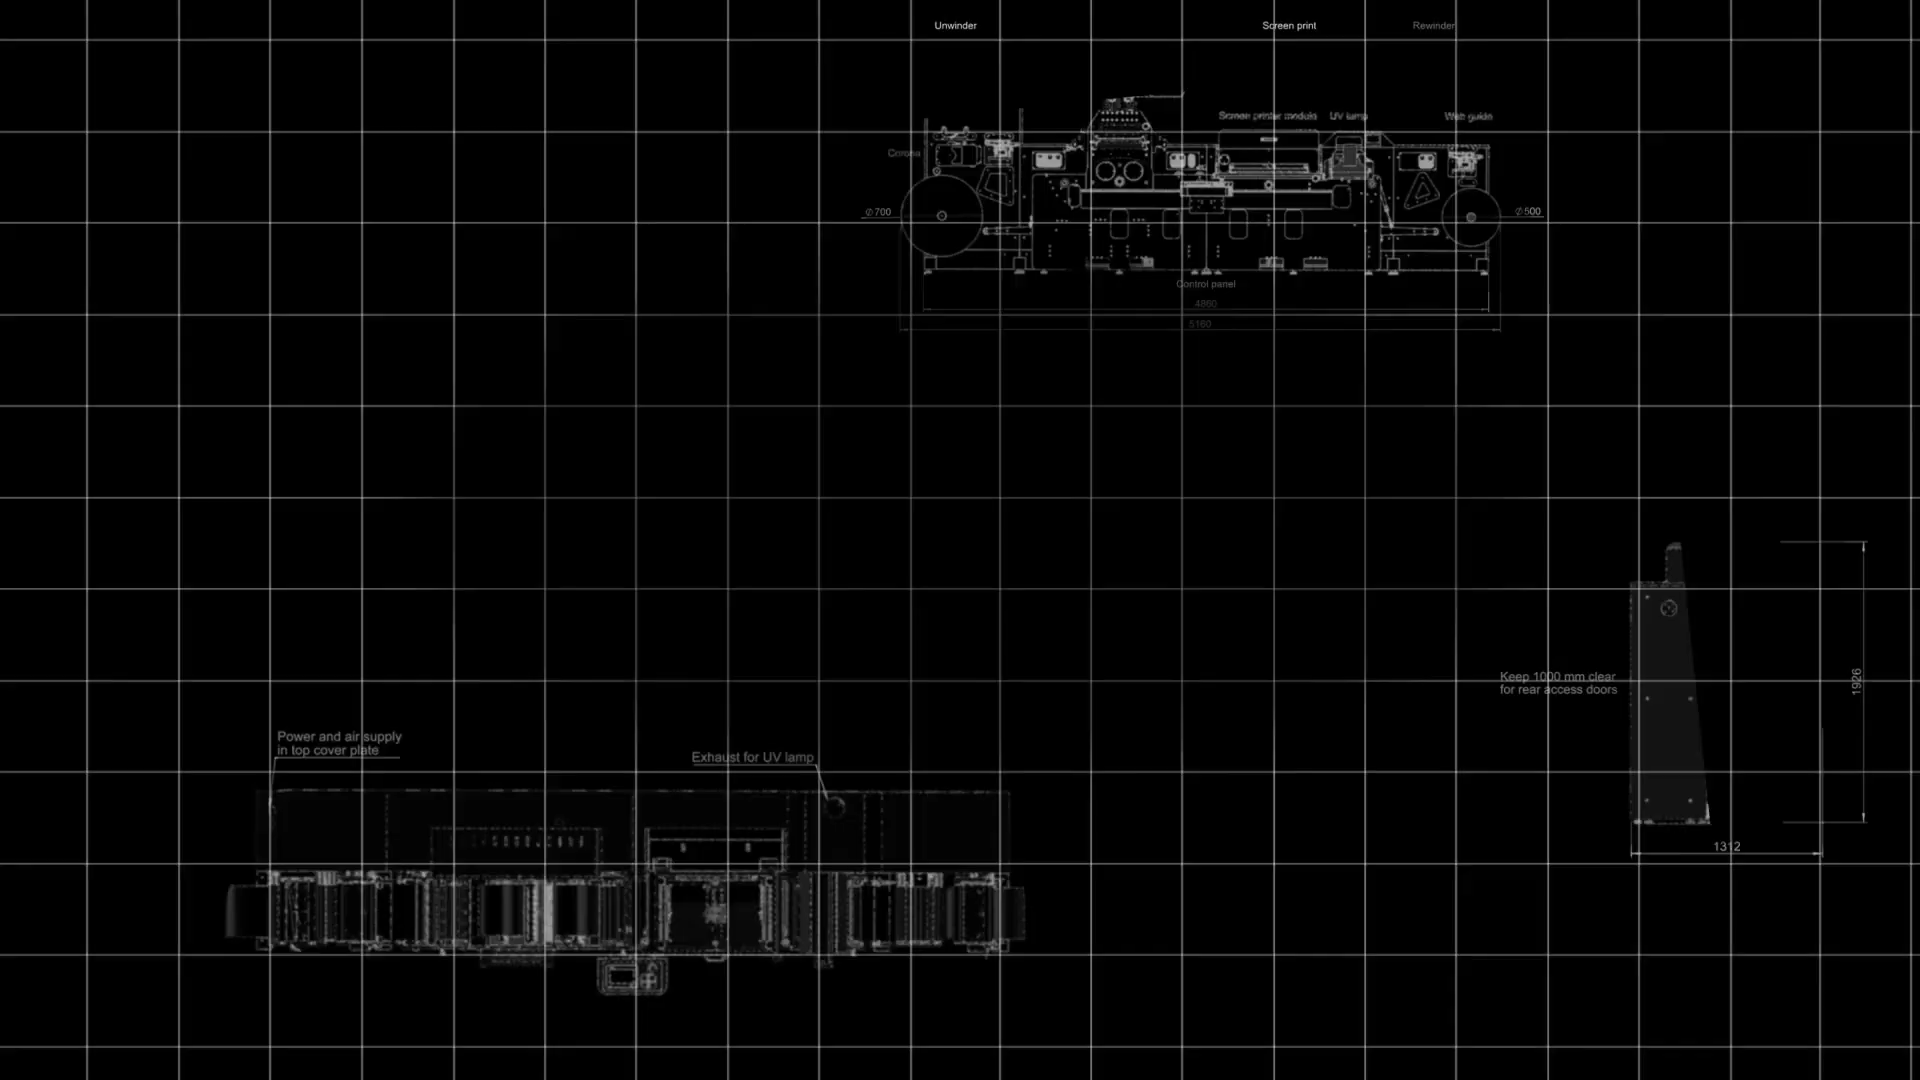 Unwinder
Screen print
Rewinder
Screen printer module
UV lamp
Web guide
Corona
∅700
∅500
Control panel
4860
5160
Keep 1000 mm clear
for rear access doors
1926
1312
Power and air supply
in top cover plate
Exhaust for UV lamp